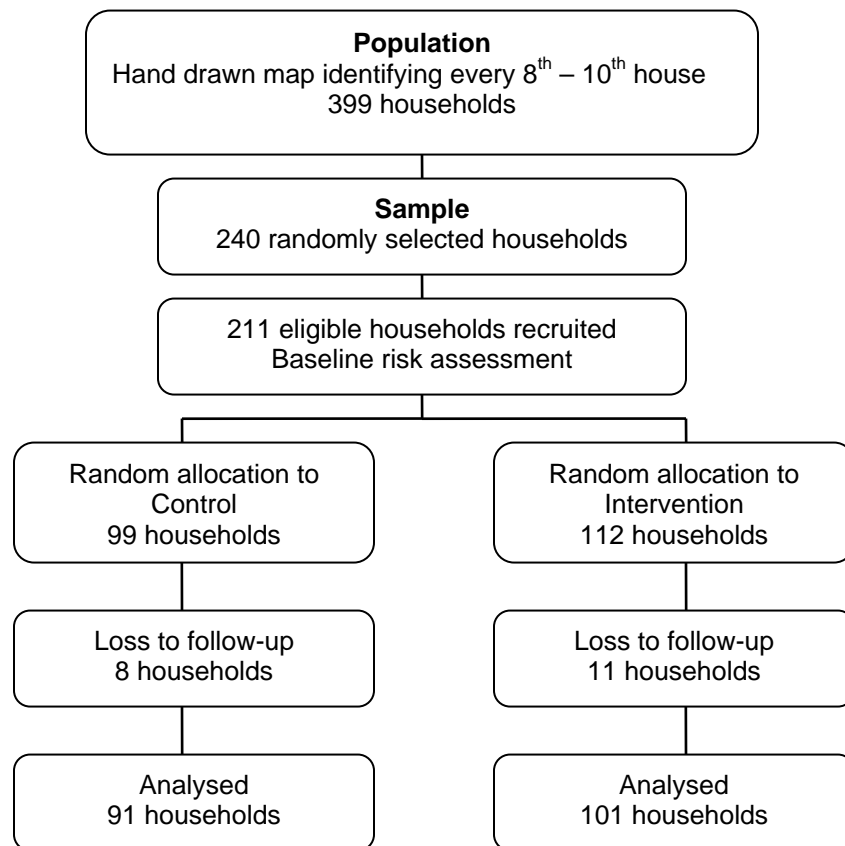 Population
Hand drawn map identifying every 8th – 10th house
399 households
Sample
240 randomly selected households
211 eligible households recruited
Baseline risk assessment
Random allocation to
Control
99 households
Random allocation to
Intervention
112 households
Loss to follow-up
8 households
Loss to follow-up
11 households
Analysed
91 households
Analysed
101 households